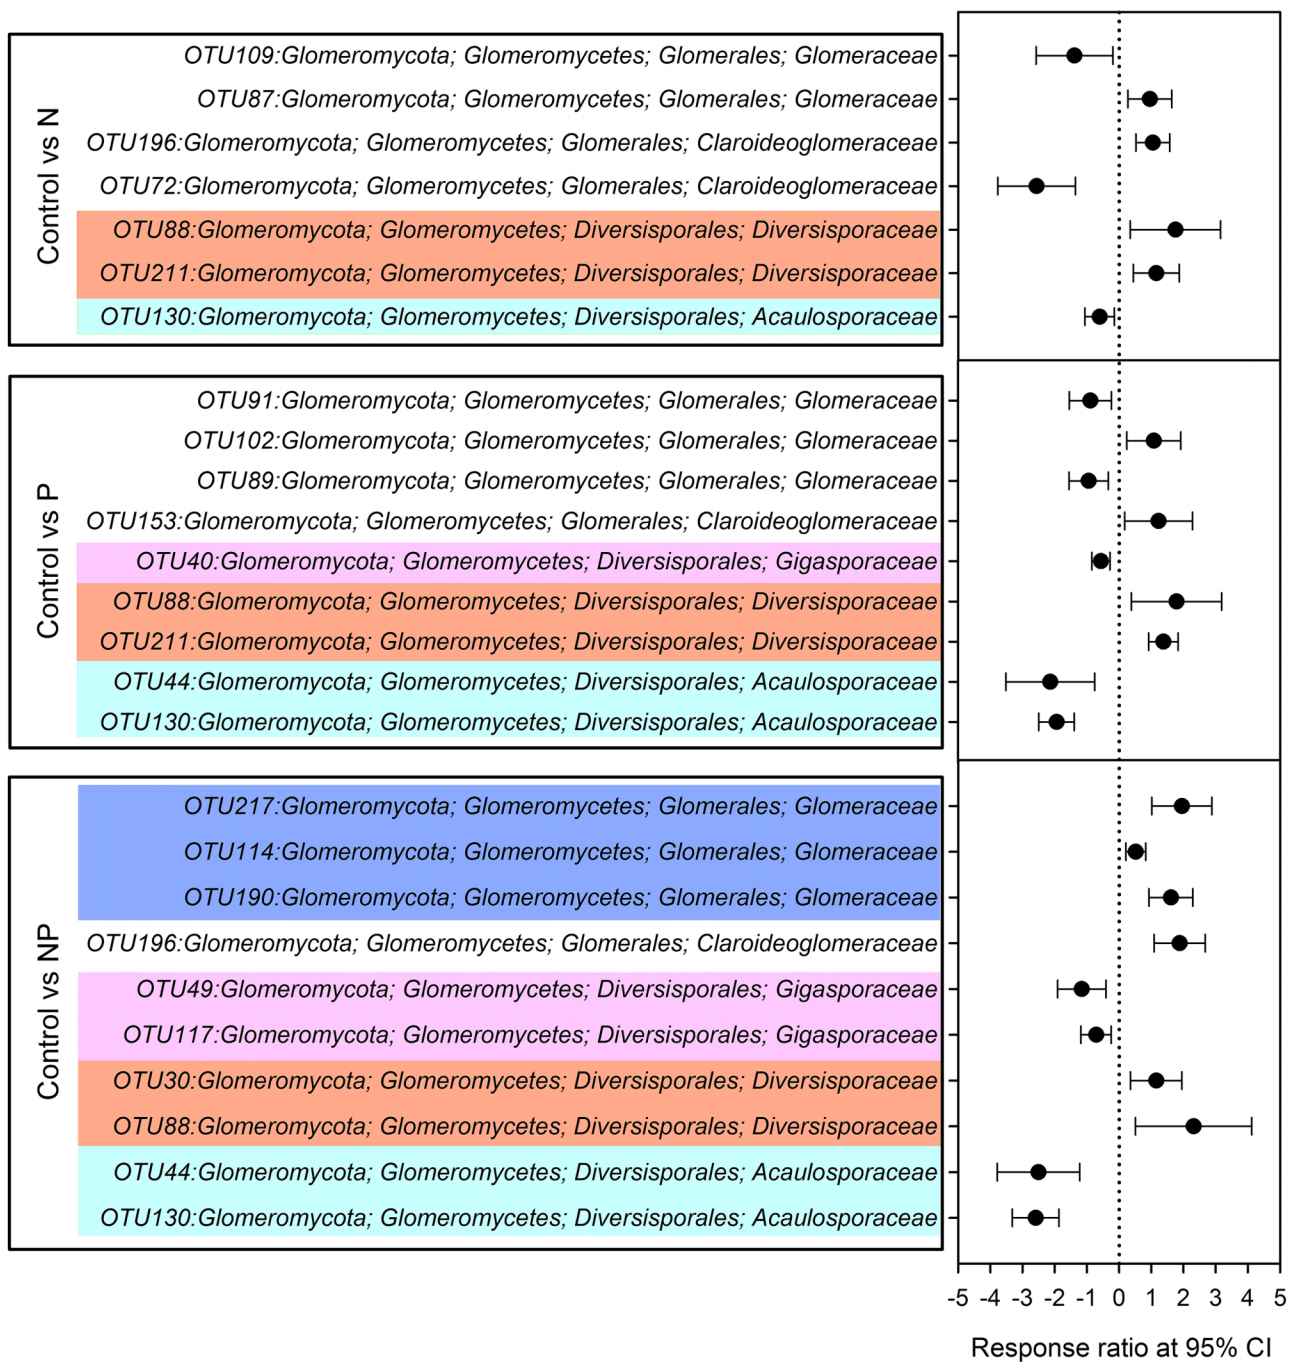 Control vs N
OTU109:Glomeromycota; Glomeromycetes; Glomerales; Glomeraceae
OTU87:Glomeromycota; Glomeromycetes; Glomerales; Glomeraceae
OTU196:Glomeromycota; Glomeromycetes; Glomerales; Claroideoglomeraceae
OTU72:Glomeromycota; Glomeromycetes; Glomerales; Claroideoglomeraceae
OTU88:Glomeromycota; Glomeromycetes; Diversisporales; Diversisporaceae
OTU211:Glomeromycota; Glomeromycetes; Diversisporales; Diversisporaceae
OTU130:Glomeromycota; Glomeromycetes; Diversisporales; Acaulosporaceae
Control vs P
OTU91:Glomeromycota; Glomeromycetes; Glomerales; Glomeraceae
OTU102:Glomeromycota; Glomeromycetes; Glomerales; Glomeraceae
OTU89:Glomeromycota; Glomeromycetes; Glomerales; Glomeraceae
OTU153:Glomeromycota; Glomeromycetes; Glomerales; Claroideoglomeraceae
OTU40:Glomeromycota; Glomeromycetes; Diversisporales; Gigasporaceae
OTU88:Glomeromycota; Glomeromycetes; Diversisporales; Diversisporaceae
OTU211:Glomeromycota; Glomeromycetes; Diversisporales; Diversisporaceae
OTU44:Glomeromycota; Glomeromycetes; Diversisporales; Acaulosporaceae
OTU130:Glomeromycota; Glomeromycetes; Diversisporales; Acaulosporaceae
Control vs NP
OTU217:Glomeromycota; Glomeromycetes; Glomerales; Glomeraceae
OTU114:Glomeromycota; Glomeromycetes; Glomerales; Glomeraceae
OTU190:Glomeromycota; Glomeromycetes; Glomerales; Glomeraceae
OTU196:Glomeromycota; Glomeromycetes; Glomerales; Claroideoglomeraceae
OTU49:Glomeromycota; Glomeromycetes; Diversisporales; Gigasporaceae
OTU117:Glomeromycota; Glomeromycetes; Diversisporales; Gigasporaceae
OTU30:Glomeromycota; Glomeromycetes; Diversisporales; Diversisporaceae
OTU88:Glomeromycota; Glomeromycetes; Diversisporales; Diversisporaceae
OTU44:Glomeromycota; Glomeromycetes; Diversisporales; Acaulosporaceae
OTU130:Glomeromycota; Glomeromycetes; Diversisporales; Acaulosporaceae
-5 -4 -3 -2 -1 0 1 2 3 4 5
Response ratio at 95% CI